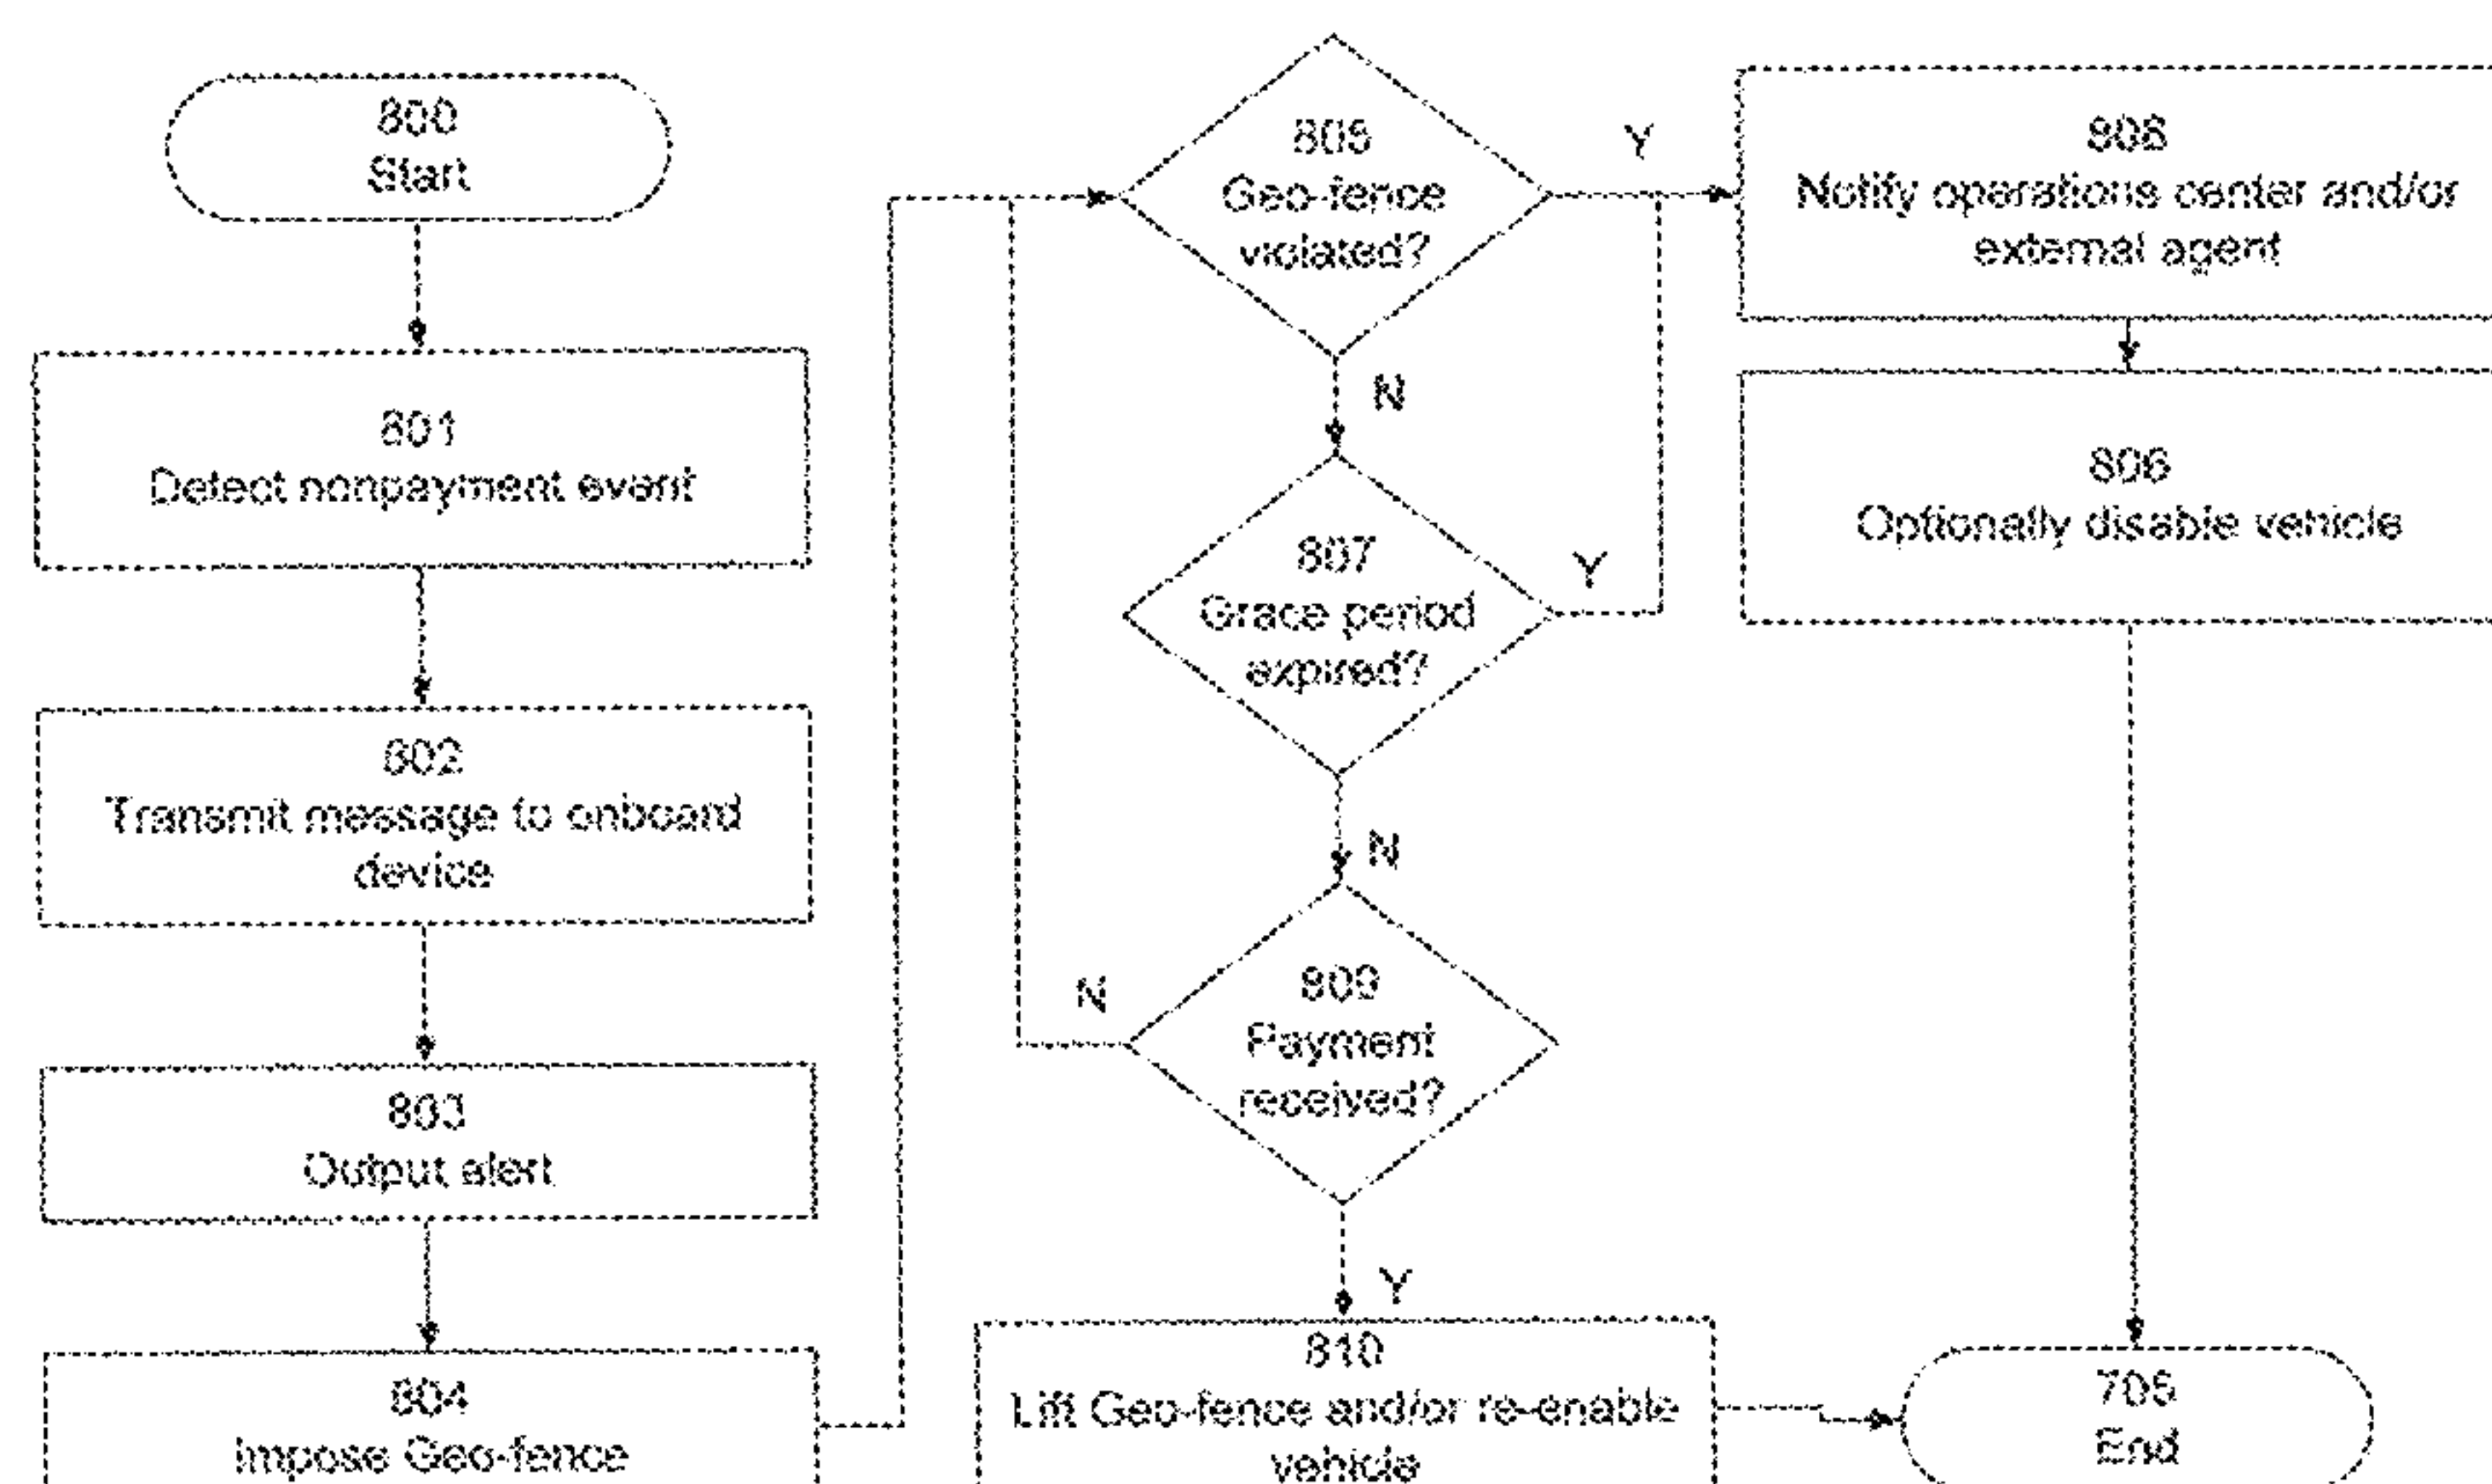 800
Start
801
Detect nonpayment event
602
Transmit message to onboard
device
803
Output alert
804
Impose Geo-fence
805
Geo-fence
violated?
Y
N
807
Grace period
expired?
Y
N
809
Payment
received?
N
Y
810
Lift Geo-fence and/or re-enable
vehicle
808
Notify operations center and/or
external agent
806
Optionally disable vehicle
705
End